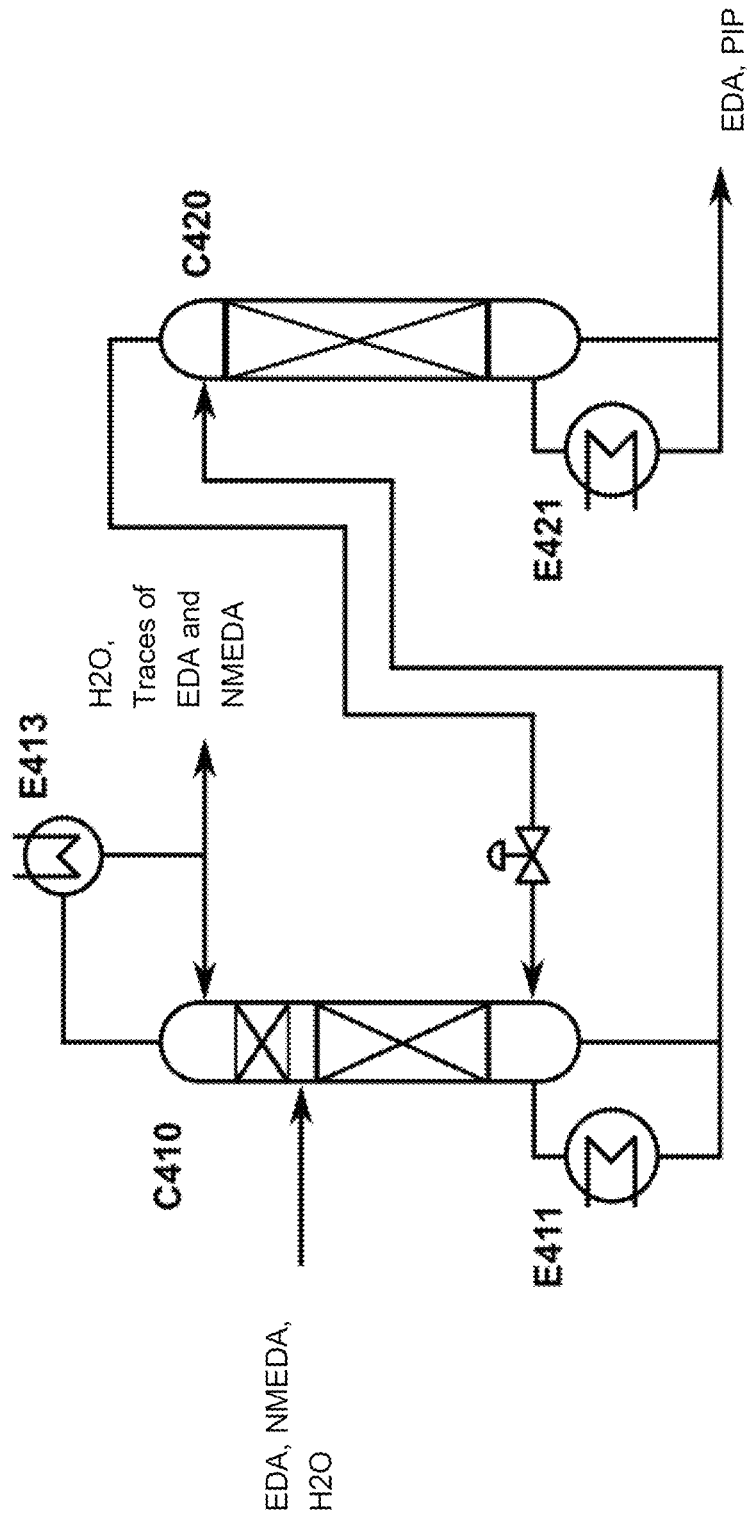 EDA, NMEDA,
H2O
C410
E411
E413
H2O,
Traces of
EDA and
NMEDA
C420
E421
EDA, PIP